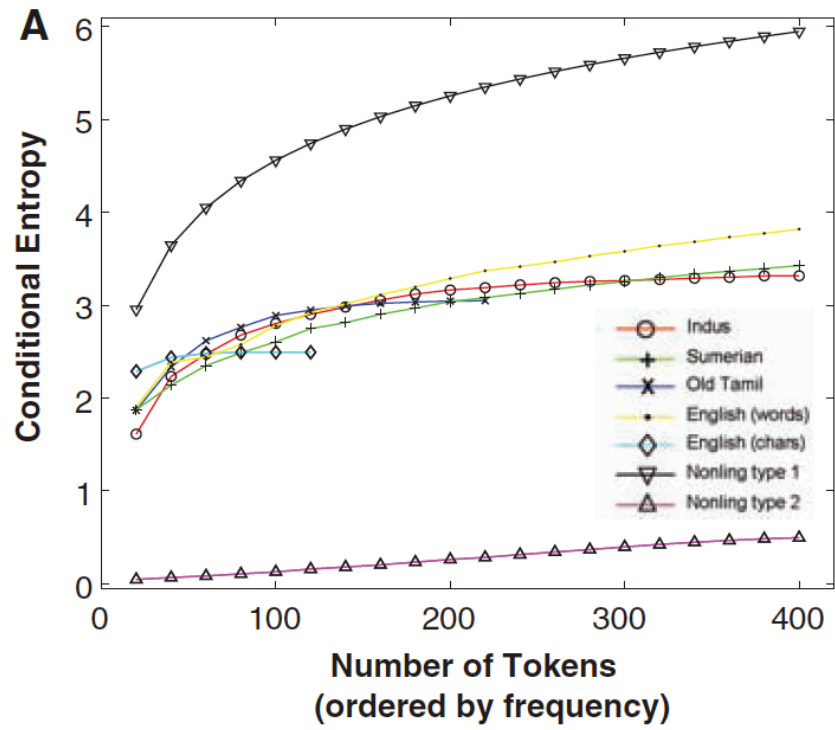 A
6
5
4
3
2
1
0
Conditional Entropy
Indus
Sumerian
Old Tamil
English (words)
English (chars)
Nonling type 1
Nonling type 2
0 100 200 300 400
Number of Tokens
(ordered by frequency)